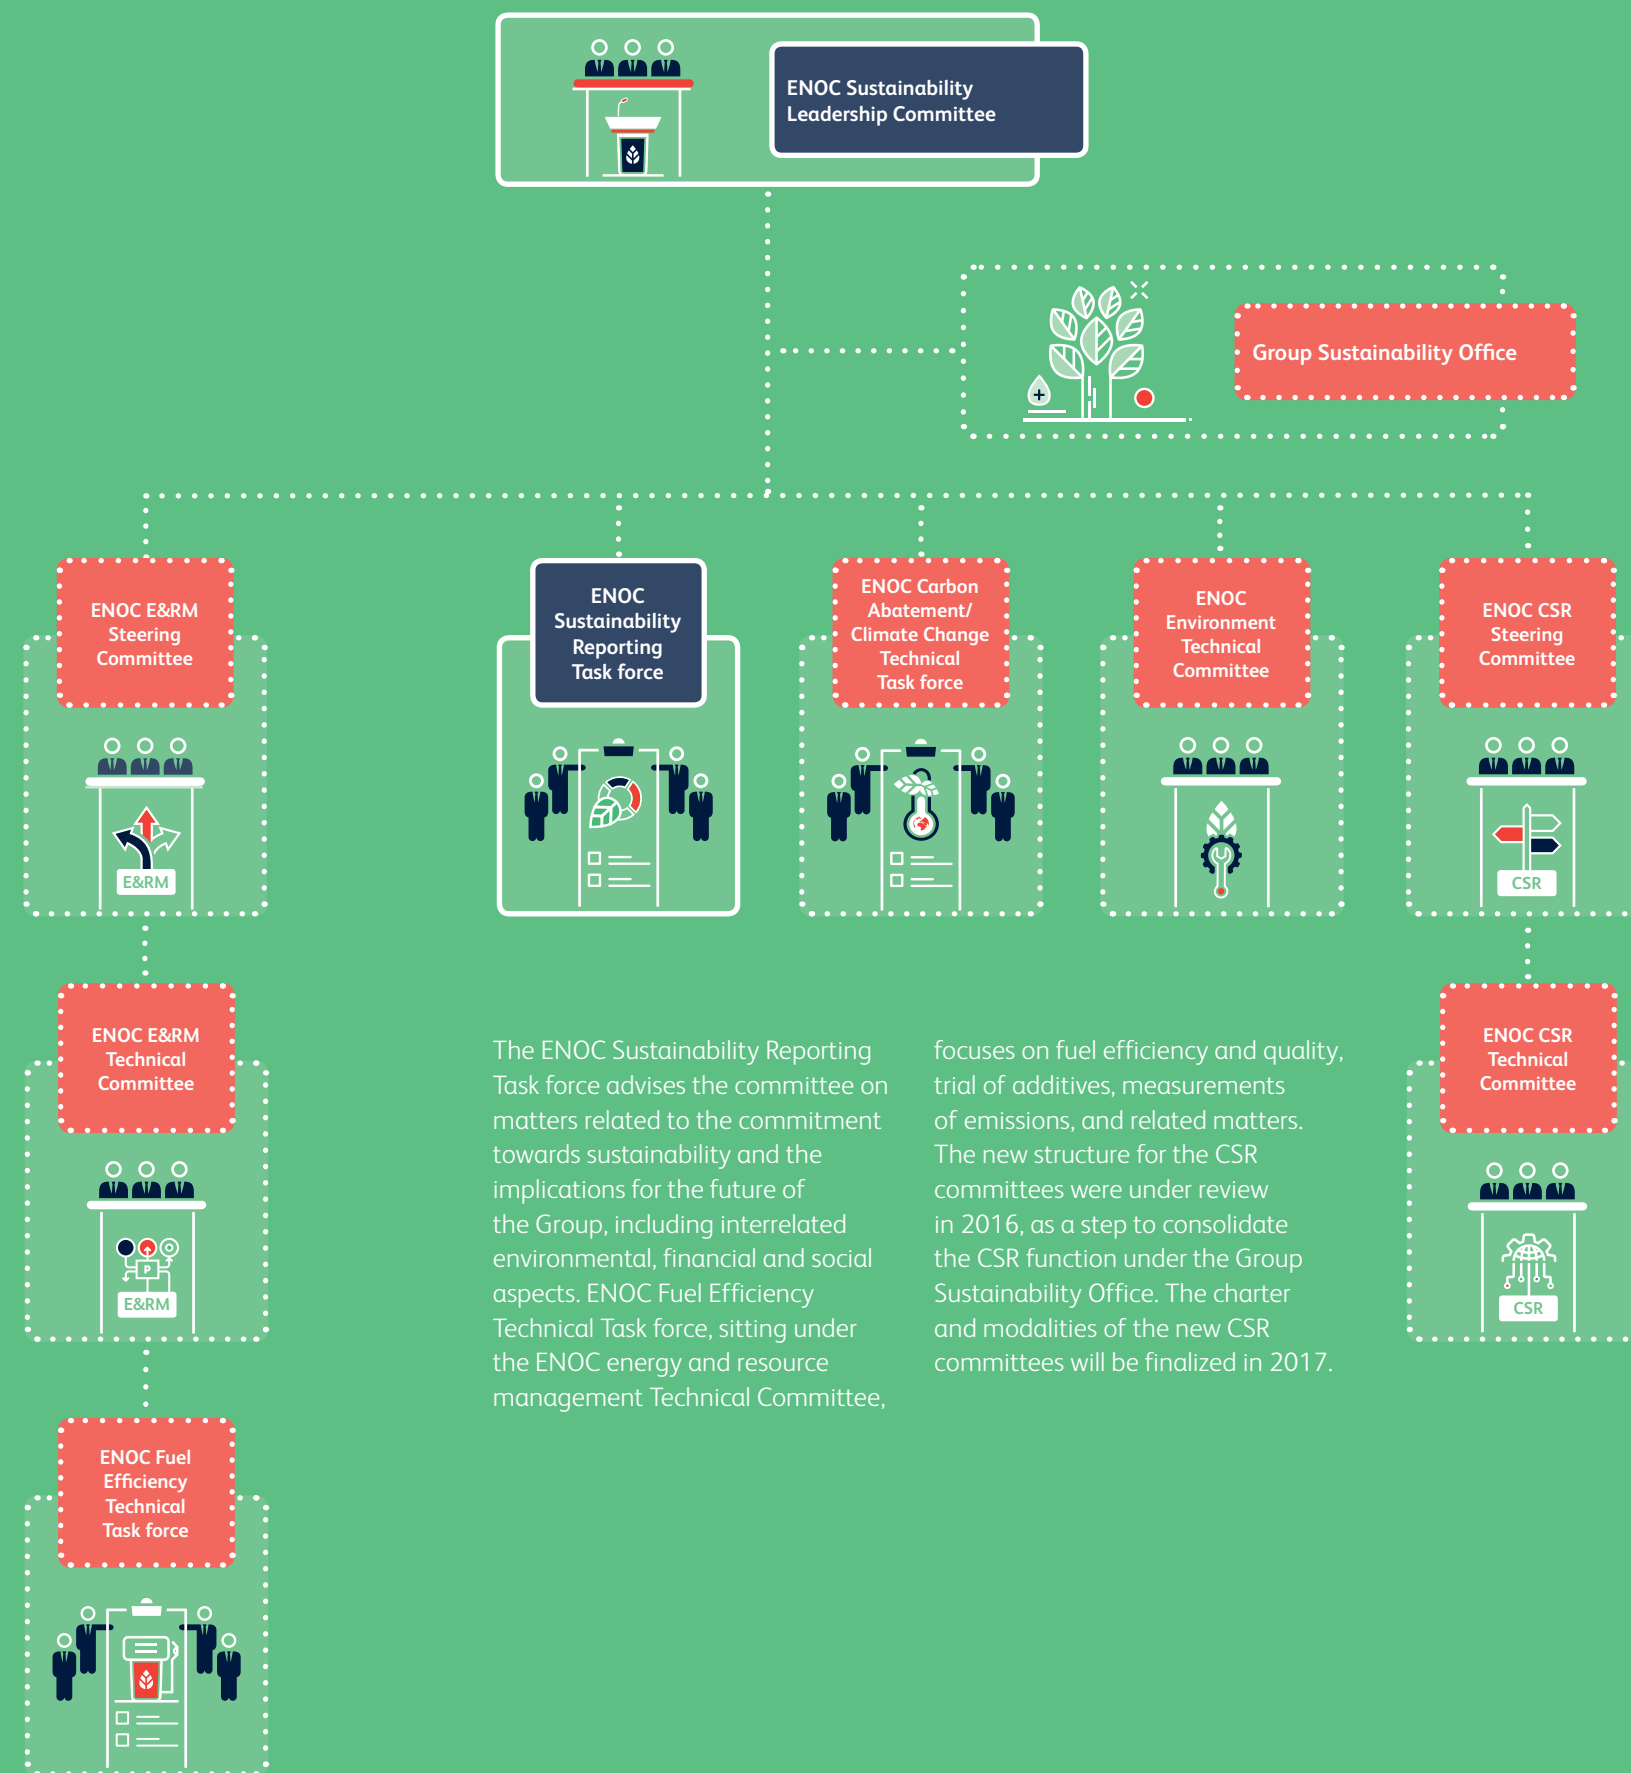 ENOC Sustainability
Leadership Committee
Group Sustainability Office
ENOC E&RM
Steering
Committee
E&RM
ENOC
Sustainability
Reporting
Task force
ENOC Carbon
Abatement/
Climate Change
Technical
Task force
ENOC
Environment
Technical
Committee
ENOC CSR
Steering
Committee
CSR
ENOC E&RM
Technical
Committee
P
E&RM
The ENOC Sustainability Reporting
Task force advises the committee on
matters related to the commitment
towards sustainability and the
implications for the future of
the Group, including interrelated
environmental, financial and social
aspects. ENOC Fuel Efficiency
Technical Task force, sitting under
the ENOC energy and resource
management Technical Committee,
focuses on fuel efficiency and quality,
trial of additives, measurements
of emissions, and related matters.
The new structure for the CSR
committees were under review
in 2016, as a step to consolidate
the CSR function under the Group
Sustainability Office. The charter
and modalities of the new CSR
committees will be finalized in 2017.
ENOC CSR
Technical
Committee
CSR
ENOC Fuel
Efficiency
Technical
Task force